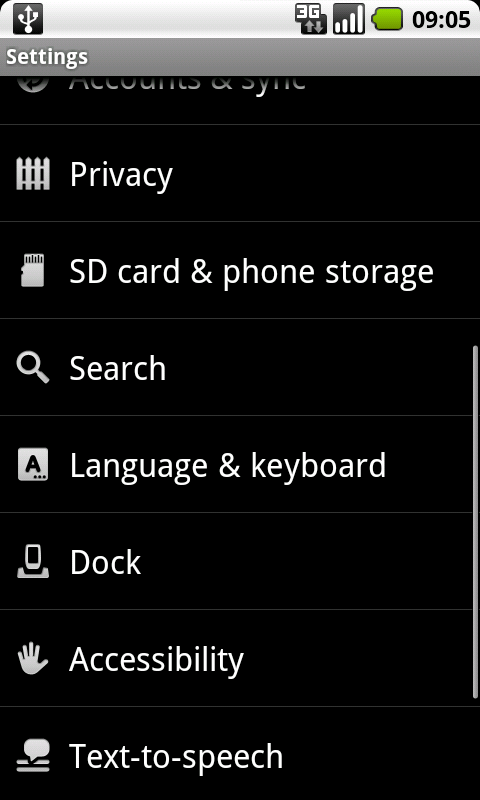 3G
09:05
Settings
Accounts & sync
Privacy
SD card & phone storage
Search
A
Language & keyboard
Dock
Accessibility
Text-to-speech